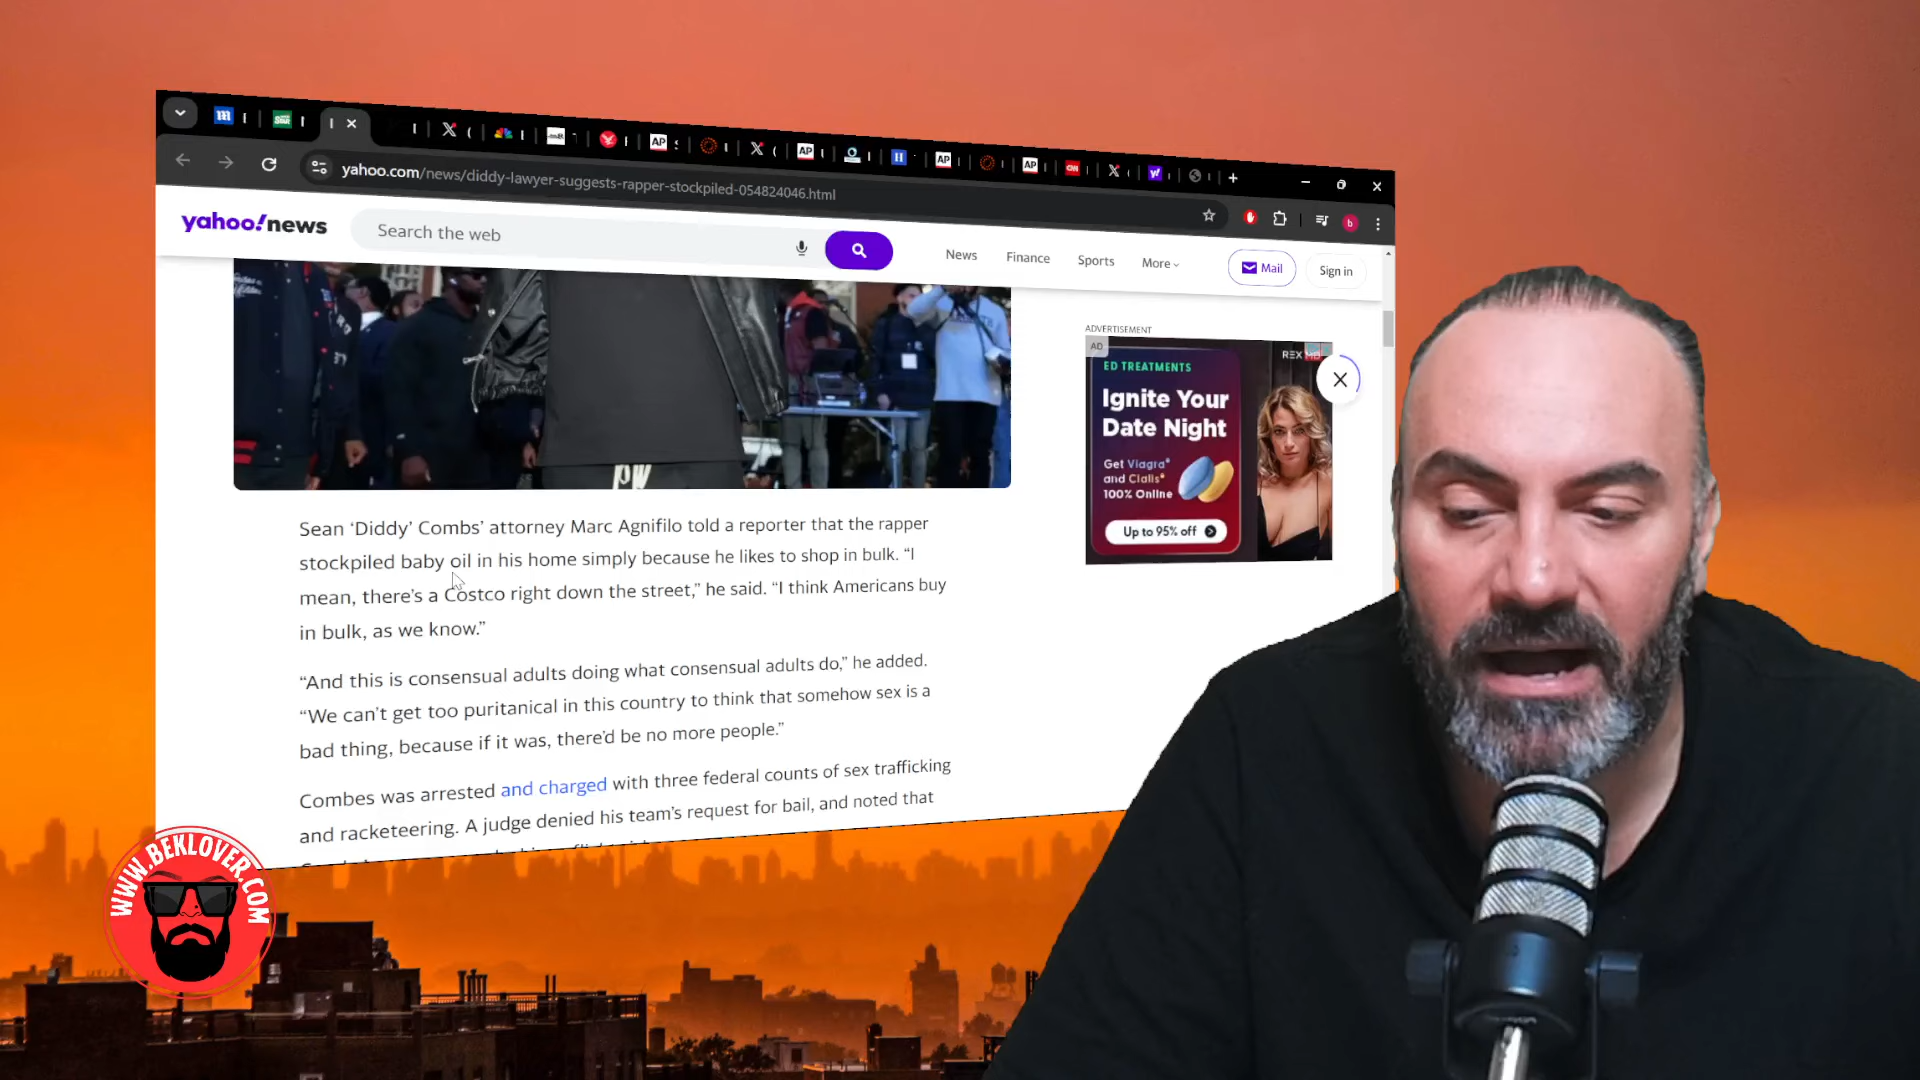 yahoo.com/news/diddy-lawyer-suggests-rapper-stockpiled-054824046.html
yahoo!news
Search the web
News
Finance
Sports
More
Mail
Sign in
ADVERTISEMENT
AD
REX MD
ED TREATMENTS
Ignite Your
Date Night
Get Viagra®
and Cialis®
100% Online
Up to 95% off
Sean ‘Diddy’ Combs’ attorney Marc Agnifilo told a reporter that the rapper
stockpiled baby oil in his home simply because he likes to shop in bulk. “I
mean, there’s a Costco right down the street,” he said. “I think Americans buy
in bulk, as we know.”
“And this is consensual adults doing what consensual adults do,” he added.
“We can’t get too puritanical in this country to think that somehow sex is a
bad thing, because if it was, there’d be no more people.”
Combes was arrested and charged with three federal counts of sex trafficking
and racketeering. A judge denied his team’s request for bail, and noted that
WWW.BEKLOVER.COM